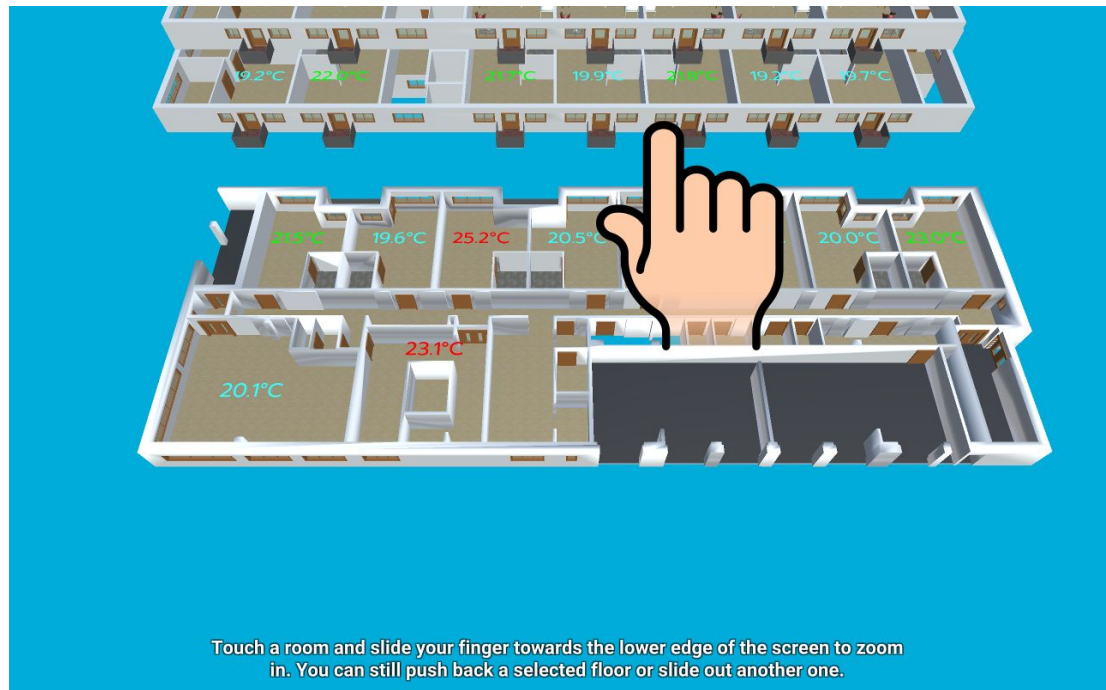 19.2°C 22.0°C 21.7°C 19.9°C 21.8°C 19.2°C 19.7°C
21.5°C 19.6°C 25.2°C 20.5°C 20.0°C 23.0°C
23.1°C
20.1°C
Touch a room and slide your finger towards the lower edge of the screen to zoom
in. You can still push back a selected floor or slide out another one.